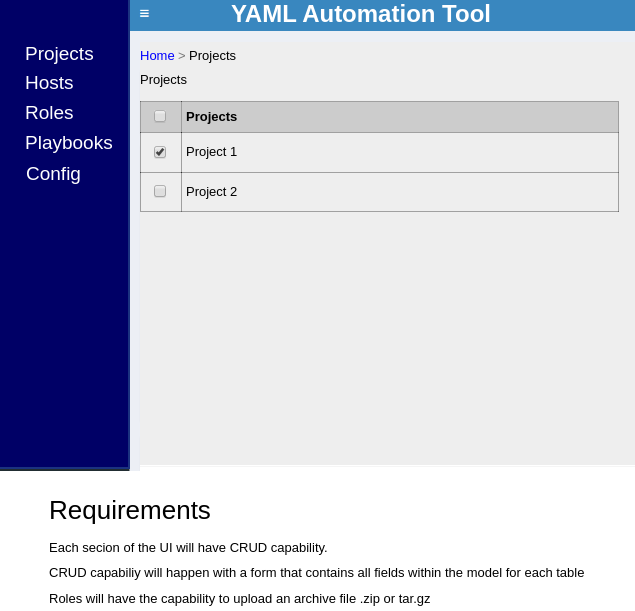 ≡ YAML Automation Tool
Projects
Hosts
Roles
Playbooks
Config
Home > Projects
Projects
Projects
Project 1
Project 2
Requirements
Each secion of the UI will have CRUD capability.
CRUD capabiliy will happen with a form that contains all fields within the model for each table
Roles will have the capability to upload an archive file .zip or tar.gz